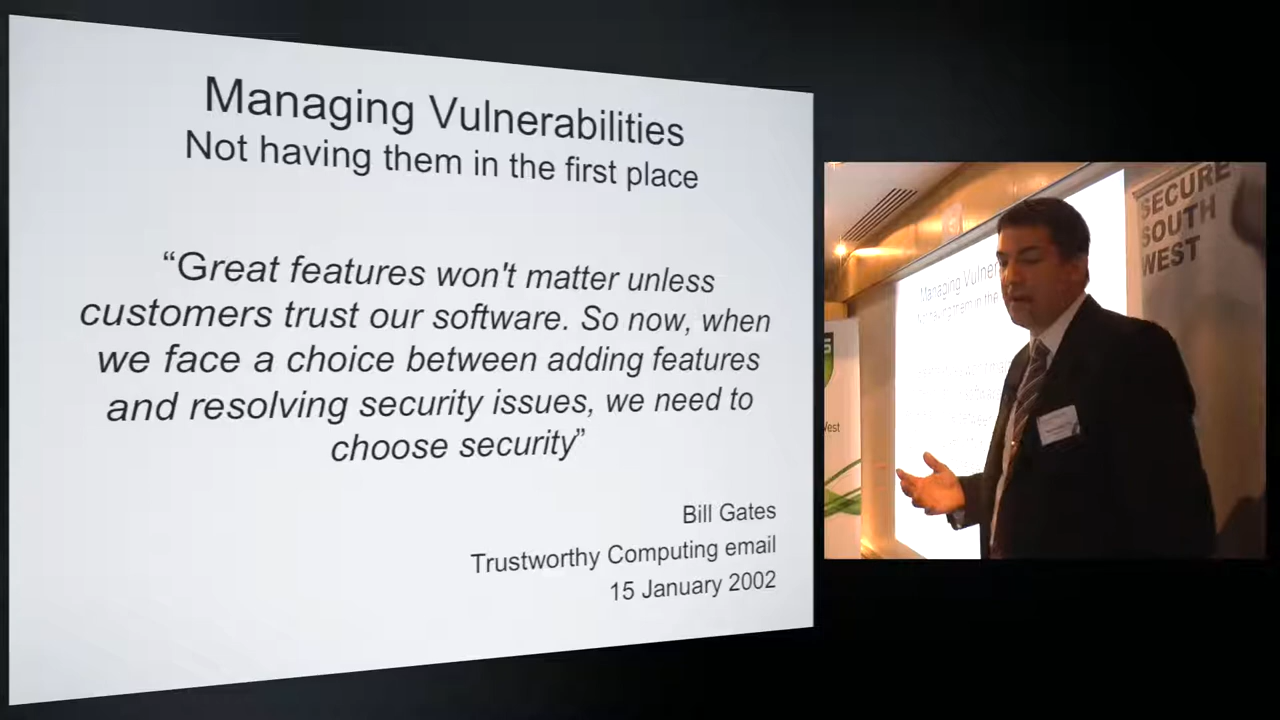 Managing Vulnerabilities
Not having them in the first place
“Great features won't matter unless
customers trust our software. So now, when
we face a choice between adding features
and resolving security issues, we need to
choose security”
Bill Gates
Trustworthy Computing email
15 January 2002
SECURE
SOUTH
WEST
Managing Vulner